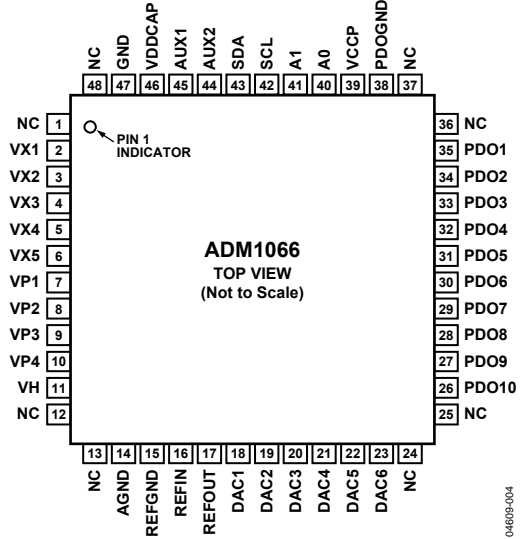 NC
GND
VDDCAP
AUX1
AUX2
SDA
SCL
A1
A0
VCCP
PDOGND
NC
48 47 46 45 44 43 42 41 40 39 38 37
NC 1
VX1 2
VX2 3
VX3 4
VX4 5
VX5 6
VP1 7
VP2 8
VP3 9
VP4 10
VH 11
NC 12
PIN 1
INDICATOR
ADM1066
TOP VIEW
(Not to Scale)
36 NC
35 PDO1
34 PDO2
33 PDO3
32 PDO4
31 PDO5
30 PDO6
29 PDO7
28 PDO8
27 PDO9
26 PDO10
25 NC
13 14 15 16 17 18 19 20 21 22 23 24
NC
AGND
REFGND
REFIN
REFOUT
DAC1
DAC2
DAC3
DAC4
DAC5
DAC6
NC
04609-004